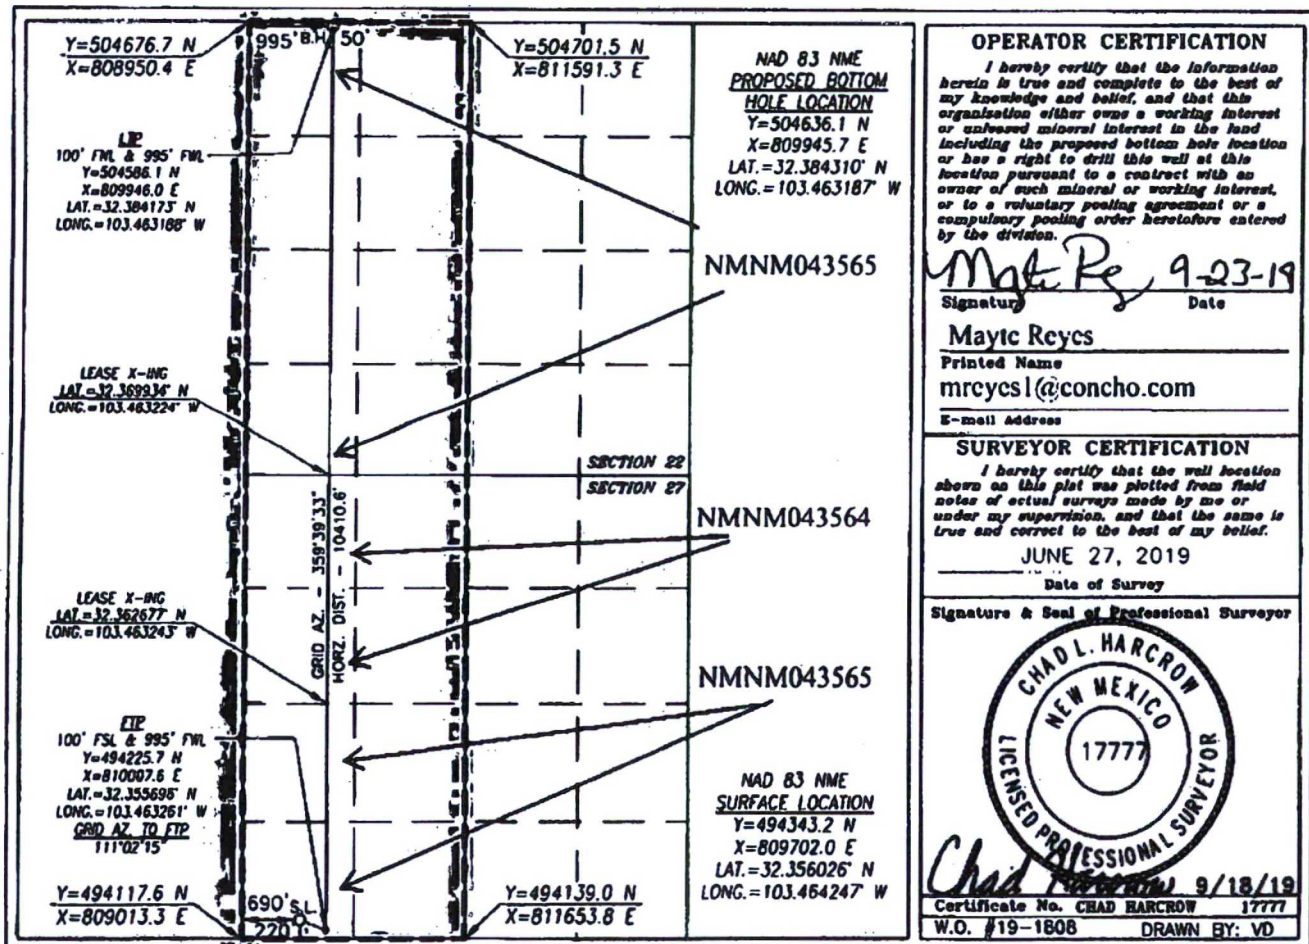 Y=504676.7 N
X=808950.4 E
995' B.H. 50'
Y=504701.5 N
X=811591.3 E
LTP
100' FNL & 995' FWL
Y=504586.1 N
X=809946.0 E
LAT.=32.384173° N
LONG.=103.463188° W
NAD 83 NME
PROPOSED BOTTOM
HOLE LOCATION
Y=504636.1 N
X=809945.7 E
LAT.=32.384310° N
LONG.=103.463187° W
NMNM043565
LEASE X-ING
LAT.=32.369934° N
LONG.=103.463224° W
SECTION 22
SECTION 27
GRID AZ. - 359°39'33"
HORZ. DIST. - 10410.6'
NMNM043564
LEASE X-ING
LAT.=32.362677° N
LONG.=103.463243° W
NMNM043565
FTP
100' FSL & 995' FWL
Y=494225.7 N
X=810007.6 E
LAT.=32.355698° N
LONG.=103.463261° W
GRID AZ. TO FTP
111°02'15"
NAD 83 NME
SURFACE LOCATION
Y=494343.2 N
X=809702.0 E
LAT.=32.356026° N
LONG.=103.464247° W
Y=494117.6 N
X=809013.3 E
690' S.L.
220'
Y=494139.0 N
X=811653.8 E
OPERATOR CERTIFICATION
I hereby certify that the information
herein is true and complete to the best of
my knowledge and belief, and that this
organization either owns a working interest
or unleased mineral interest in the land
including the proposed bottom hole location
or has a right to drill this well at this
location pursuant to a contract with an
owner of such mineral or working interest,
or to a voluntary pooling agreement or a
compulsory pooling order heretofore entered
by the division.
9-23-19
Signature Date
Mayte Reyes
Printed Name
mreyes1@concho.com
E-mail Address
SURVEYOR CERTIFICATION
I hereby certify that the well location
shown on this plat was plotted from field
notes of actual surveys made by me or
under my supervision, and that the same is
true and correct to the best of my belief.
JUNE 27, 2019
Date of Survey
Signature & Seal of Professional Surveyor
CHAD L. HARCROW
NEW MEXICO
17777
LICENSED PROFESSIONAL SURVEYOR
Chad Harcrow 9/18/19
Certificate No. CHAD HARCROW 17777
W.O. #19-1808 DRAWN BY: VD